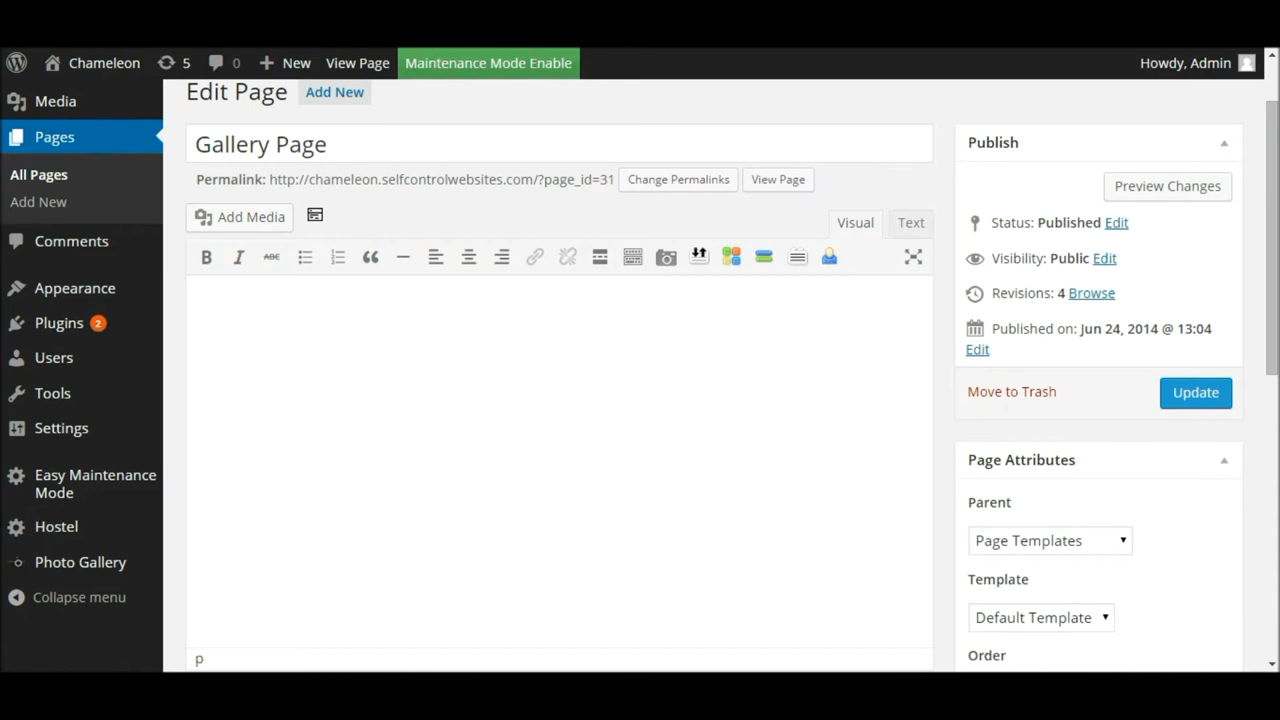 Chameleon 5 0 New View Page Maintenance Mode Enable Howdy, Admin
Media
Pages
All Pages
Add New
Comments
Appearance
Plugins 2
Users
Tools
Settings
Easy Maintenance
Mode
Hostel
Photo Gallery
Collapse menu
Edit Page Add New
Gallery Page
Permalink: http://chameleon.selfcontrolwebsites.com/?page_id=31 Change Permalinks View Page
Add Media
Visual Text
B I ABC
p
Publish
Preview Changes
Status: Published Edit
Visibility: Public Edit
Revisions: 4 Browse
Published on: Jun 24, 2014 @ 13:04
Edit
Move to Trash Update
Page Attributes
Parent
Page Templates
Template
Default Template
Order